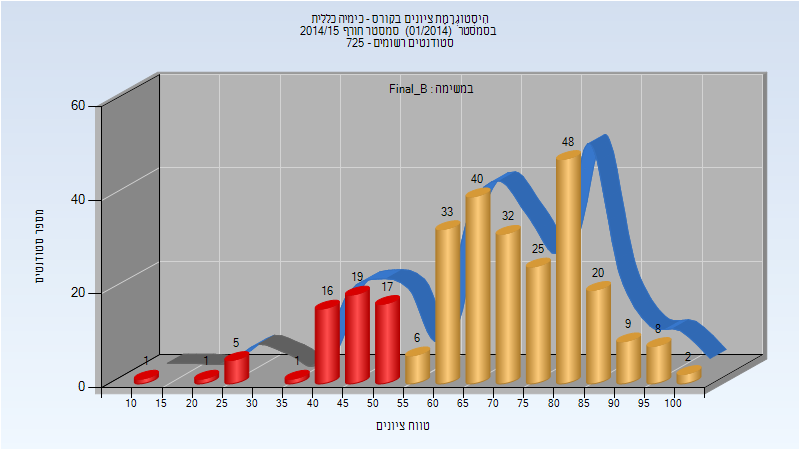 היסטוגרמת ציונים בקורס - כימיה כללית
בסמסטר (01/2014) סמסטר חורף 2014/15
סטודנטים רשומים - 725
במשימה : Final_B
מספר סטודנטים
60
40
20
0
1 1 5 1 16 19 17 6 33 40 32 25 48 20 9 8 2
10 15 20 25 30 35 40 45 50 55 60 65 70 75 80 85 90 95 100
טווח ציונים